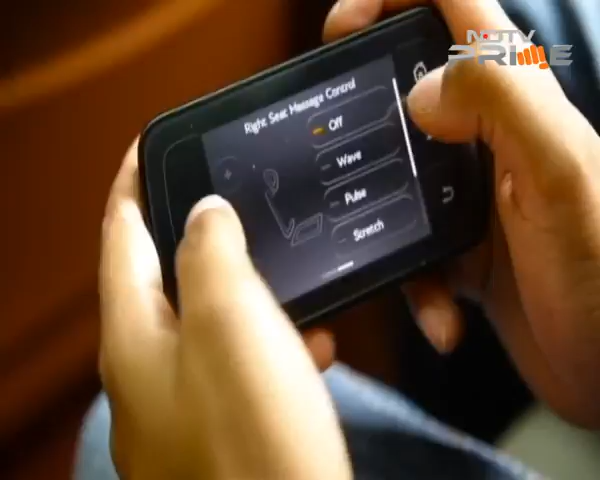 NDTV
PRIME
Right Seat Massage Control
Off
Wave
Pulse
Stretch